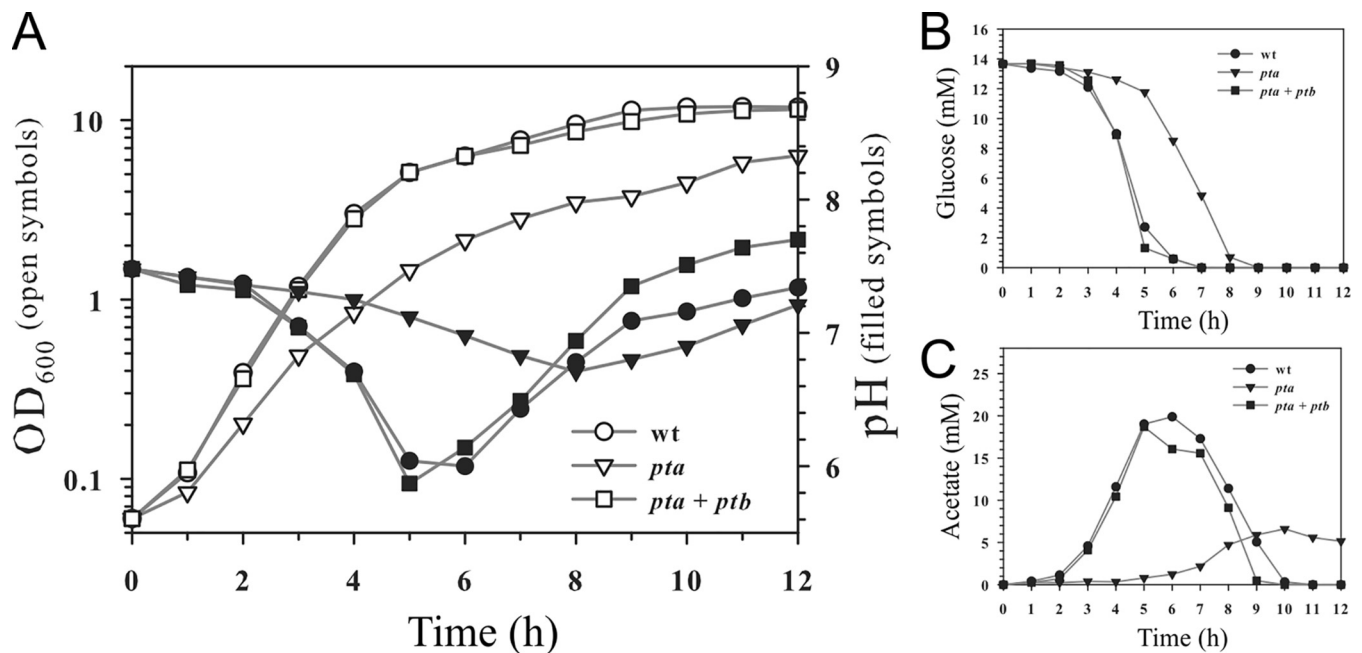 A
OD600 (open symbols)
10
1
0.1
9
8
7
6
pH (filled symbols)
wt
pta
pta + ptb
0 2 4 6 8 10 12
Time (h)
B
Glucose (mM)
16
14
12
10
8
6
4
2
0
wt
pta
pta + ptb
0 1 2 3 4 5 6 7 8 9 10 11 12
Time (h)
C
Acetate (mM)
25
20
15
10
5
0
wt
pta
pta + ptb
0 1 2 3 4 5 6 7 8 9 10 11 12
Time (h)